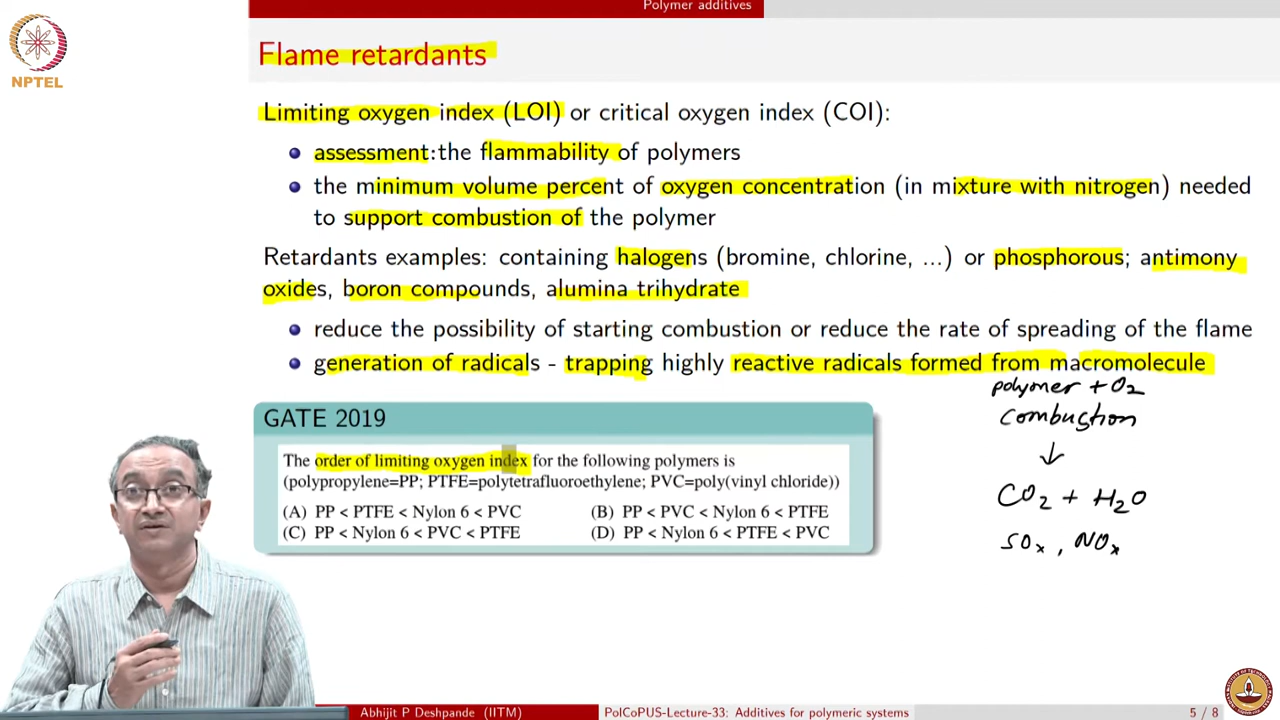 Polymer additives
NPTEL
Flame retardants
Limiting oxygen index (LOI) or critical oxygen index (COI):
assessment:the flammability of polymers
the minimum volume percent of oxygen concentration (in mixture with nitrogen) needed
to support combustion of the polymer
Retardants examples: containing halogens (bromine, chlorine, ...) or phosphorous; antimony
oxides, boron compounds, alumina trihydrate
reduce the possibility of starting combustion or reduce the rate of spreading of the flame
generation of radicals - trapping highly reactive radicals formed from macromolecule
polymer + O2
combustion
↓
CO2 + H2O
SOx, NOx
GATE 2019
The order of limiting oxygen index for the following polymers is
(polypropylene=PP; PTFE=polytetrafluoroethylene; PVC=poly(vinyl chloride))
(A) PP < PTFE < Nylon 6 < PVC (B) PP < PVC < Nylon 6 < PTFE
(C) PP < Nylon 6 < PVC < PTFE (D) PP < Nylon 6 < PTFE < PVC
Abhijit P Deshpande (IITM) PolCoPUS-Lecture-33: Additives for polymeric systems 5 / 8